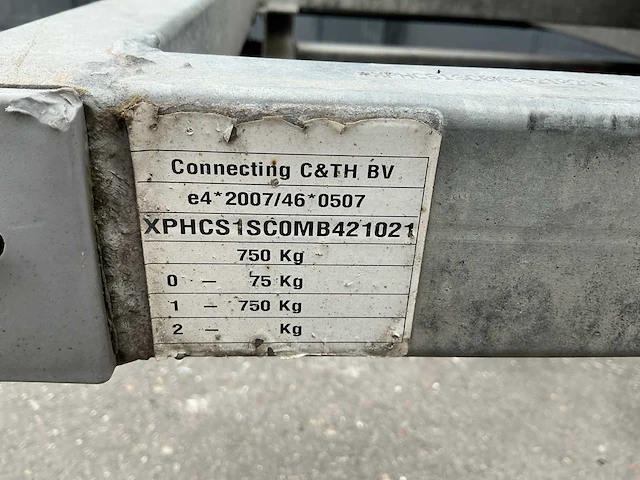 Connecting C&TH BV
e4*2007/46*0507
XPHCS1SC0MB421021
750 Kg
0 – 75 Kg
1 – 750 Kg
2 – Kg